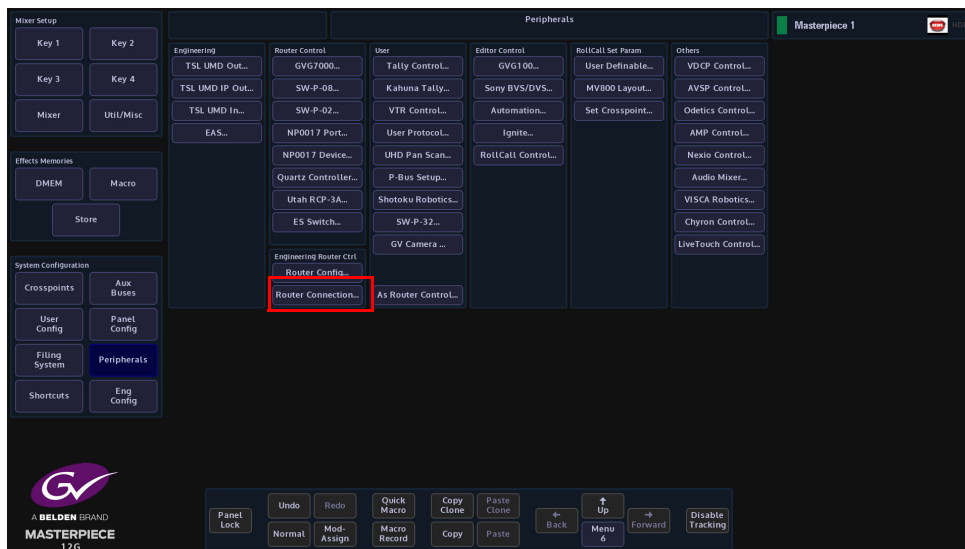 Mixer Setup
Key 1
Key 2
Key 3
Key 4
Mixer
Util/Misc
Effects Memories
DMEM
Macro
Store
System Configuration
Crosspoints
Aux
Buses
User
Config
Panel
Config
Filing
System
Peripherals
Shortcuts
Eng
Config
GV
A BELDEN BRAND
MASTERPIECE
12G
Peripherals
Engineering
TSL UMD Out...
TSL UMD IP Out...
TSL UMD In...
EAS...
Router Control
GVG7000...
SW-P-08...
SW-P-02...
NP0017 Port...
NP0017 Device...
Quartz Controller...
Utah RCP-3A...
ES Switch...
Engineering Router Ctrl
Router Config...
Router Connection...
User
Tally Control...
Kahuna Tally...
VTR Control...
User Protocol...
UHD Pan Scan...
P-Bus Setup...
Shotoku Robotics...
SW-P-32...
GV Camera ...
As Router Control...
Editor Control
GVG100...
Sony BVS/DVS...
Automation...
Ignite...
RollCall Control...
RollCall Set Param
User Definable...
MV800 Layout...
Set Crosspoint...
Others
VDCP Control...
AVSP Control...
Odetics Control...
AMP Control...
Nexio Control...
Audio Mixer...
VISCA Robotics...
Chyron Control...
LiveTouch Control...
Masterpiece 1
Panel
Lock
Undo
Redo
Normal
Mod-
Assign
Quick
Macro
Macro
Record
Copy
Clone
Paste
Clone
Copy
Paste
← 
Back
↑
Up
Menu
6
→
Forward
Disable
Tracking